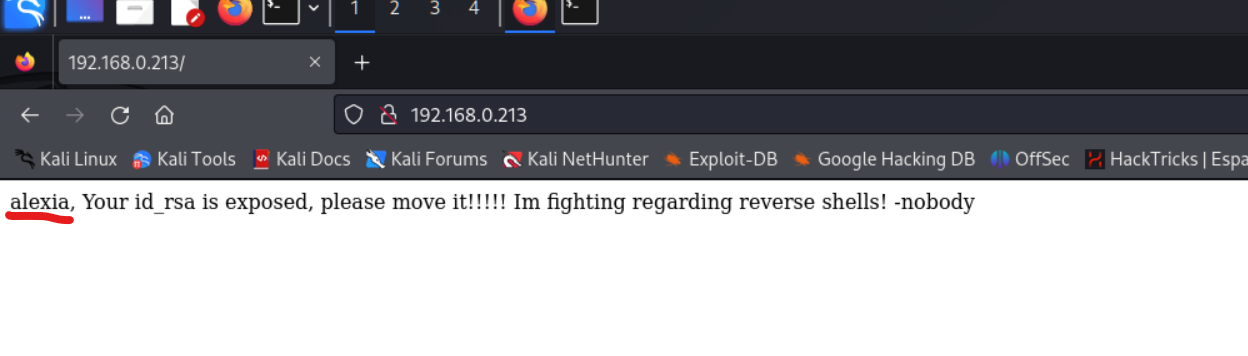 1 2 3 4
192.168.0.213/
192.168.0.213
Kali Linux Kali Tools Kali Docs Kali Forums Kali NetHunter Exploit-DB Google Hacking DB OffSec HackTricks | Espa
alexia, Your id_rsa is exposed, please move it!!!!! Im fighting regarding reverse shells! -nobody